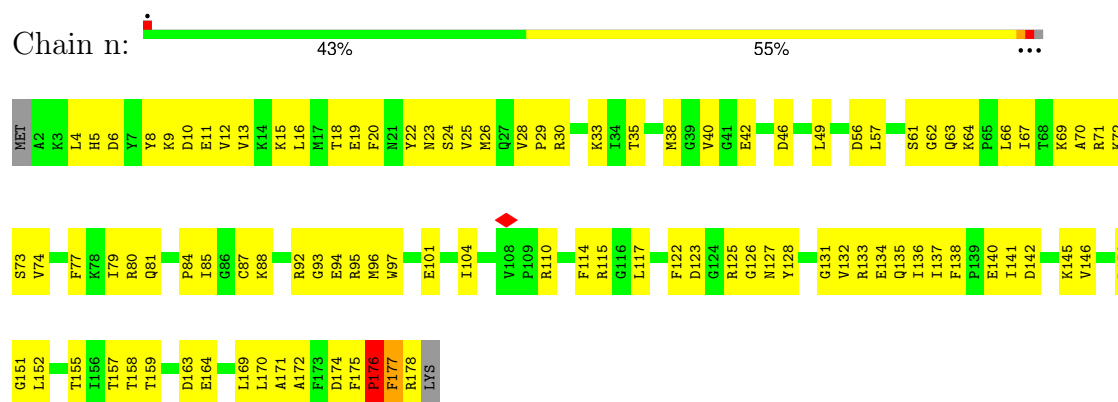 Chain n:
43% 55%
MET A2 K3 L4 H5 D6 Y7 Y8 K9 D10 E11 V12 V13 K14 K15 L16 M17 T18 E19 F20 N21 Y22 N23 S24 V25 M26 Q27 V28 P29 R30 K33 I34 T35 M38 G39 V40 G41 E42 D46 L49 D56 L57 S61 G62 Q63 K64 P65 L66 I67 T68 K69 A70 R71 K72
S73 V74 F77 K78 I79 R80 Q81 P84 I85 G86 C87 K88 R92 G93 E94 R95 M96 W97 E101 I104 V108 P109 R110 F114 R115 G116 L117 F122 D123 G124 R125 G126 N127 Y128 G131 V132 R133 E134 Q135 I136 I137 F138 P139 E140 I141 D142 K145 V146
G151 L152 T155 I156 T157 T158 T159 D163 E164 L169 L170 A171 A172 F173 D174 F175 P176 F177 R178 LYS